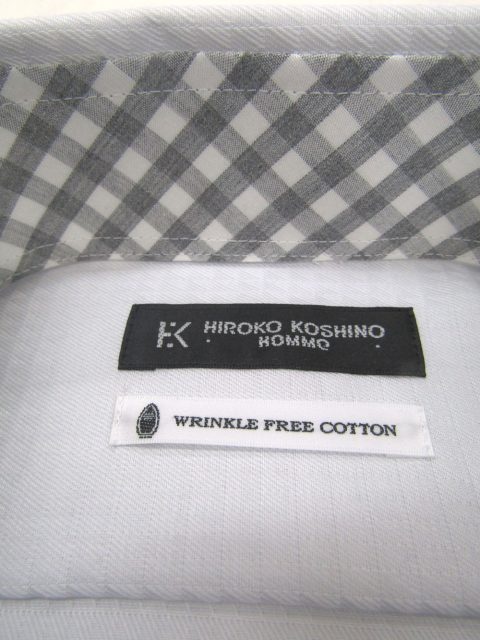 HK HIROKO KOSHINO
HOMME
WRINKLE FREE COTTON